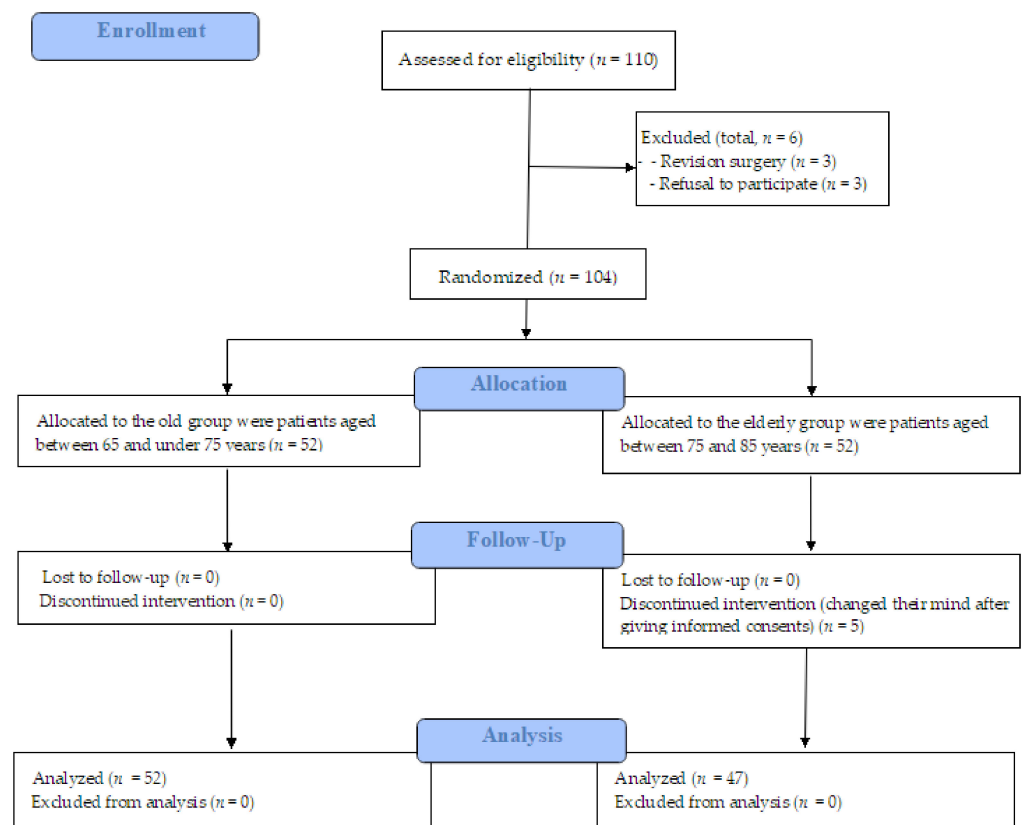 Enrollment
Assessed for eligibility (n = 110)
Excluded (total, n = 6)
- - Revision surgery (n = 3)
- Refusal to participate (n = 3)
Randomized (n = 104)
Allocation
Allocated to the old group were patients aged
between 65 and under 75 years (n = 52)
Allocated to the elderly group were patients aged
between 75 and 85 years (n = 52)
Follow-Up
Lost to follow-up (n = 0)
Discontinued intervention (n = 0)
Lost to follow-up (n = 0)
Discontinued intervention (changed their mind after
giving informed consents) (n = 5)
Analysis
Analyzed (n = 52)
Excluded from analysis (n = 0)
Analyzed (n = 47)
Excluded from analysis (n = 0)